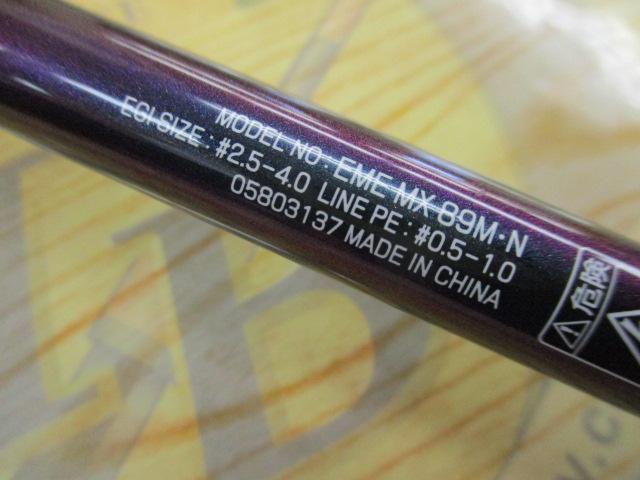 MODEL NO : EME MX 89M・N
EGI SIZE : #2.5-4.0 LINE PE : #0.5-1.0
05803137 MADE IN CHINA
危険